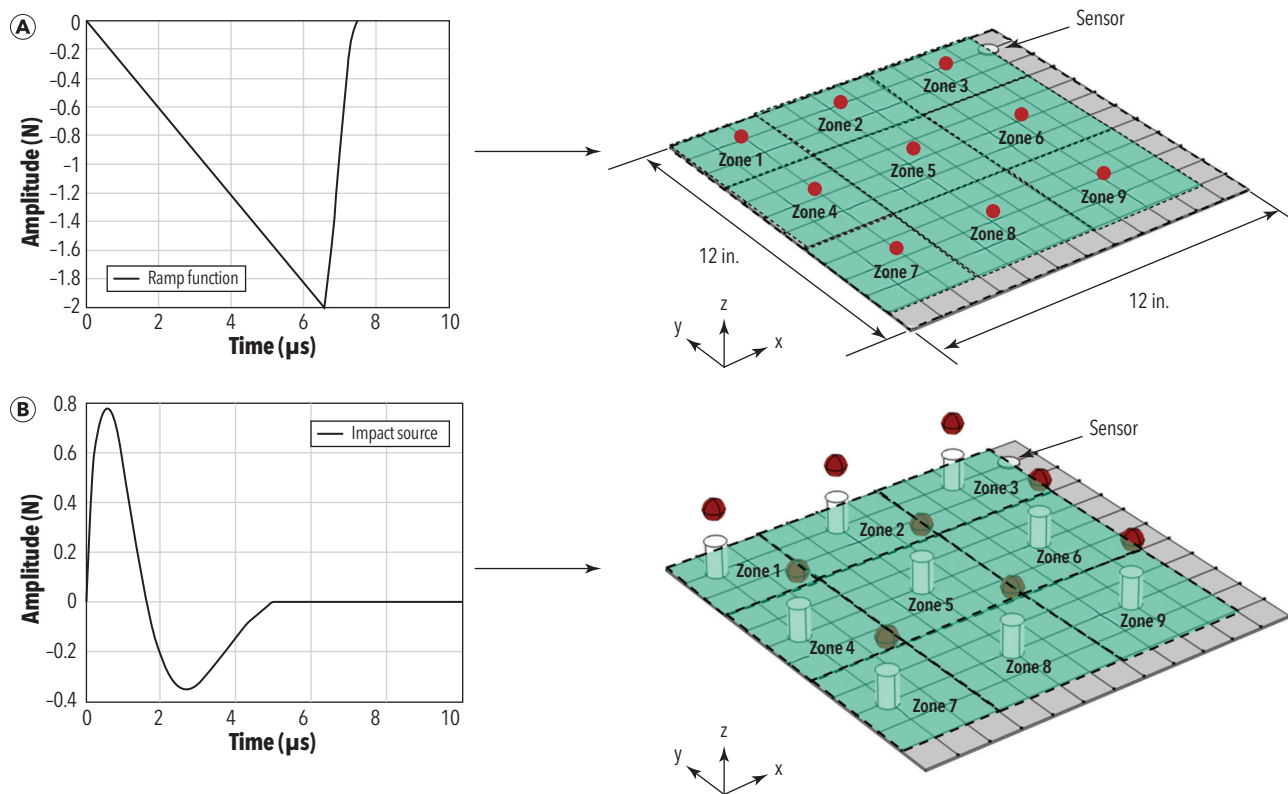 A
0
–0.2
–0.4
–0.6
–0.8
–1
–1.2
–1.4
–1.6
–1.8
–2
Amplitude (N)
Ramp function
0 2 4 6 8 10
Time (μs)
Sensor
Zone 3
Zone 2
Zone 6
Zone 1
Zone 5
Zone 9
Zone 4
Zone 8
Zone 7
12 in.
12 in.
z
y
x
B
0.8
0.6
0.4
0.2
0
–0.2
–0.4
Amplitude (N)
Impact source
0 2 4 6 8 10
Time (μs)
Sensor
Zone 3
Zone 2
Zone 6
Zone 1
Zone 5
Zone 9
Zone 4
Zone 8
Zone 7
z
y
x